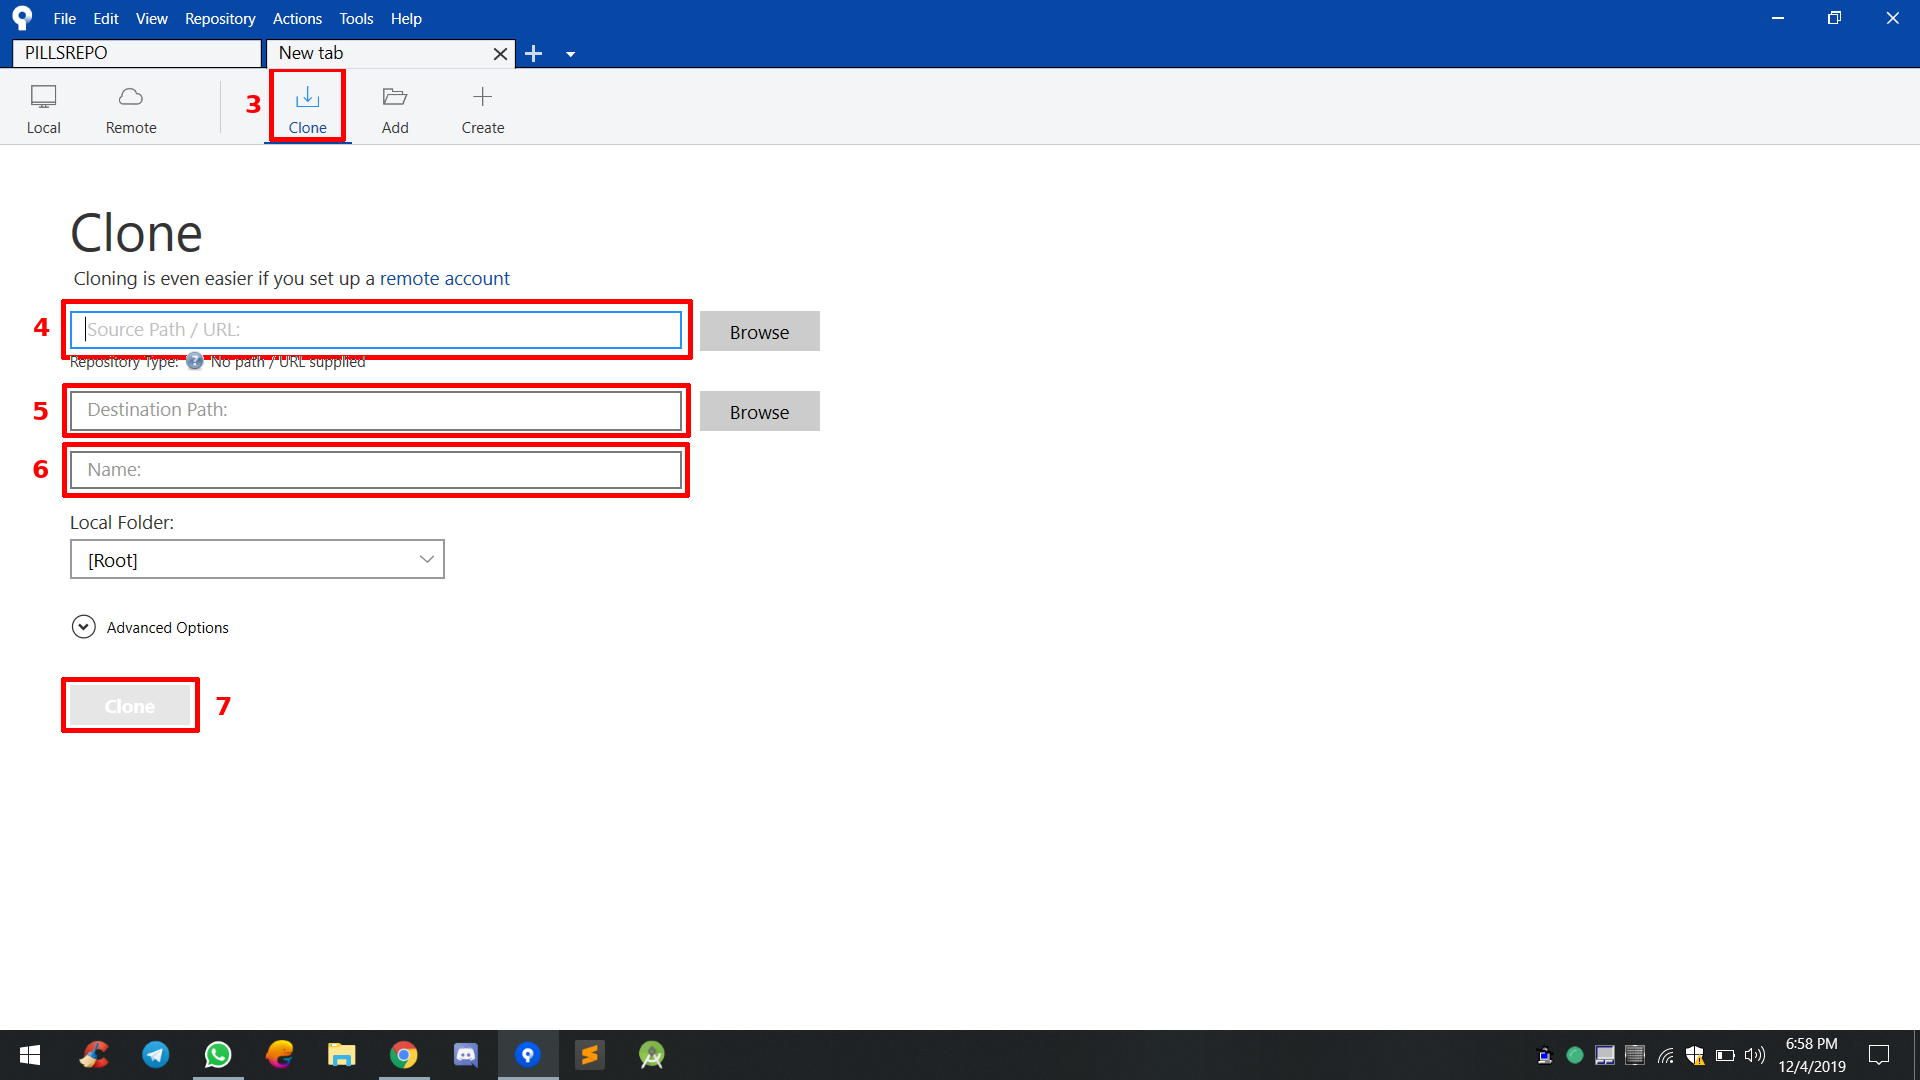 File Edit View Repository Actions Tools Help
PILLSREPO New tab
3
Local Remote Clone Add Create
Clone
Cloning is even easier if you set up a remote account
4 Source Path / URL: Browse
Repository Type: ? No path / URL supplied
5 Destination Path: Browse
6 Name:
Local Folder:
[Root]
Advanced Options
Clone 7
6:58 PM
12/4/2019